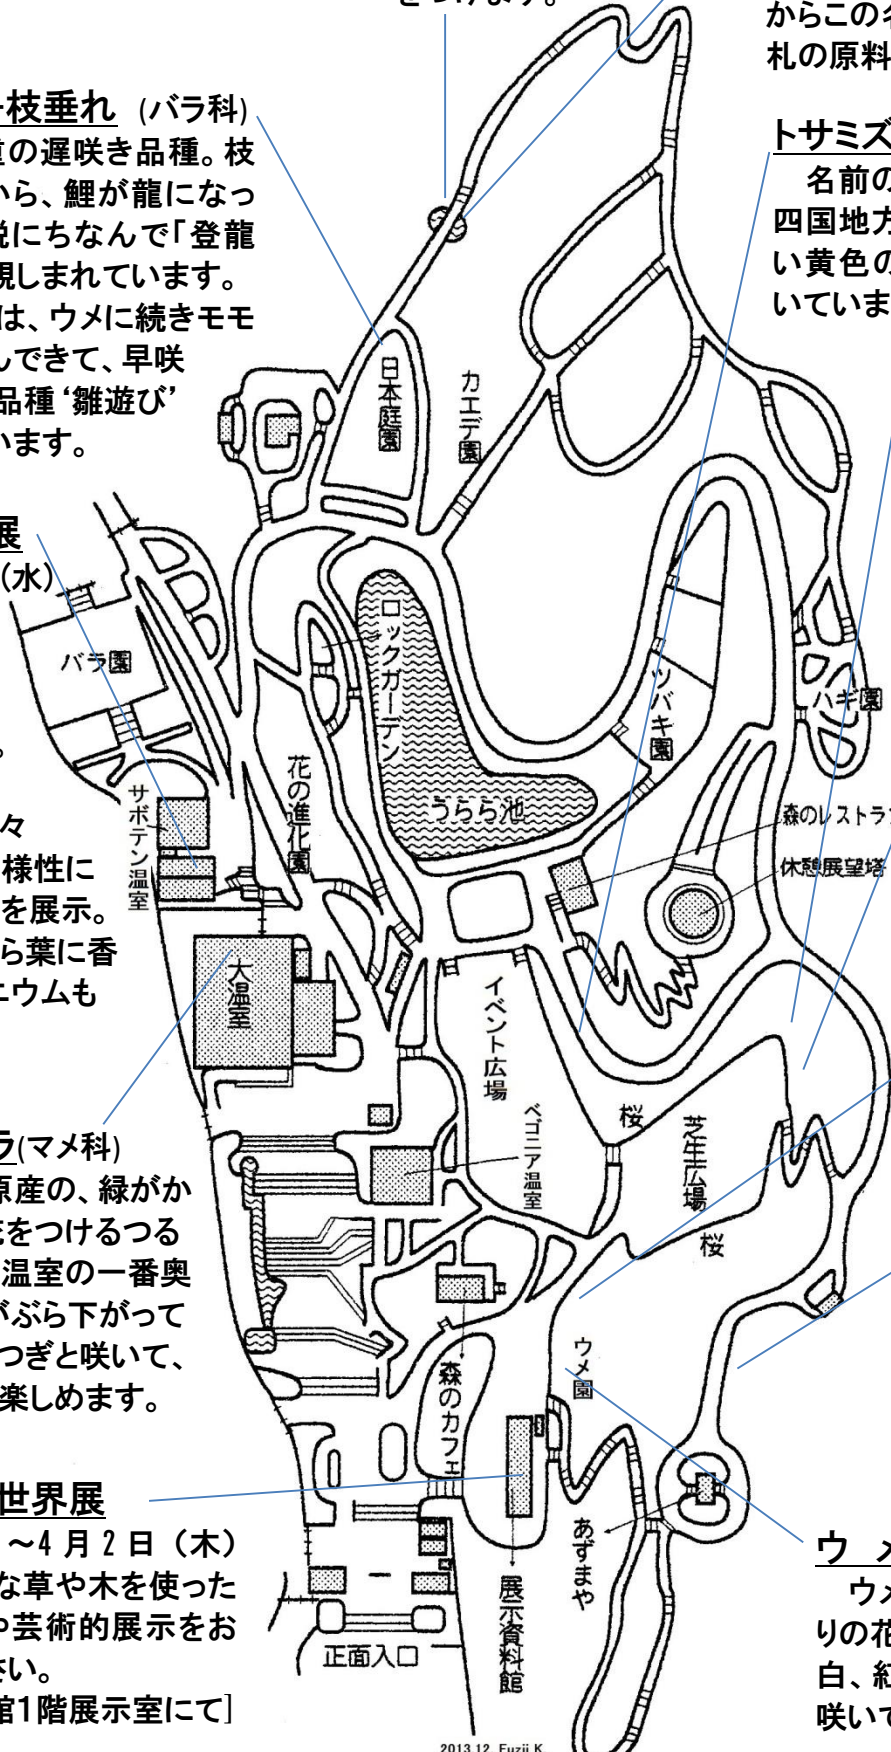 をつけます。
からこの名
札の原料
枝垂れ (バラ科)
の遅咲き品種。枝
から、鯉が龍になっ
説にちなんで「登龍
親しまれています。
は、ウメに続きモモ
んできて、早咲
品種‘雛遊び’
います。
トサミズ
名前の
四国地方
い黄色の
いていま
展
(水)
日本庭園
カエデ園
バラ園
ロックガーデン
ツバキ園
ハギ園
うらら池
花の進化園
サボテン温室
森のレストラン
休憩展望塔
。
々
様性に
を展示。
ら葉に香
ニウムも
大温室
イベント広場
ベゴニア温室
桜
芝生広場
桜
ラ(マメ科)
原産の、緑がか
花をつけるつる
温室の一番奥
がぶら下がって
つぎと咲いて、
楽しめます。
ウメ園
森のカフェ
世界展
～4月2日（木）
な草や木を使った
や芸術的展示をお
さい。
館1階展示室にて]
あずまや
展示資料館
正面入口
ウ メ
ウメ
りの花
白、紅
咲いて
2013.12 Fuzii K.